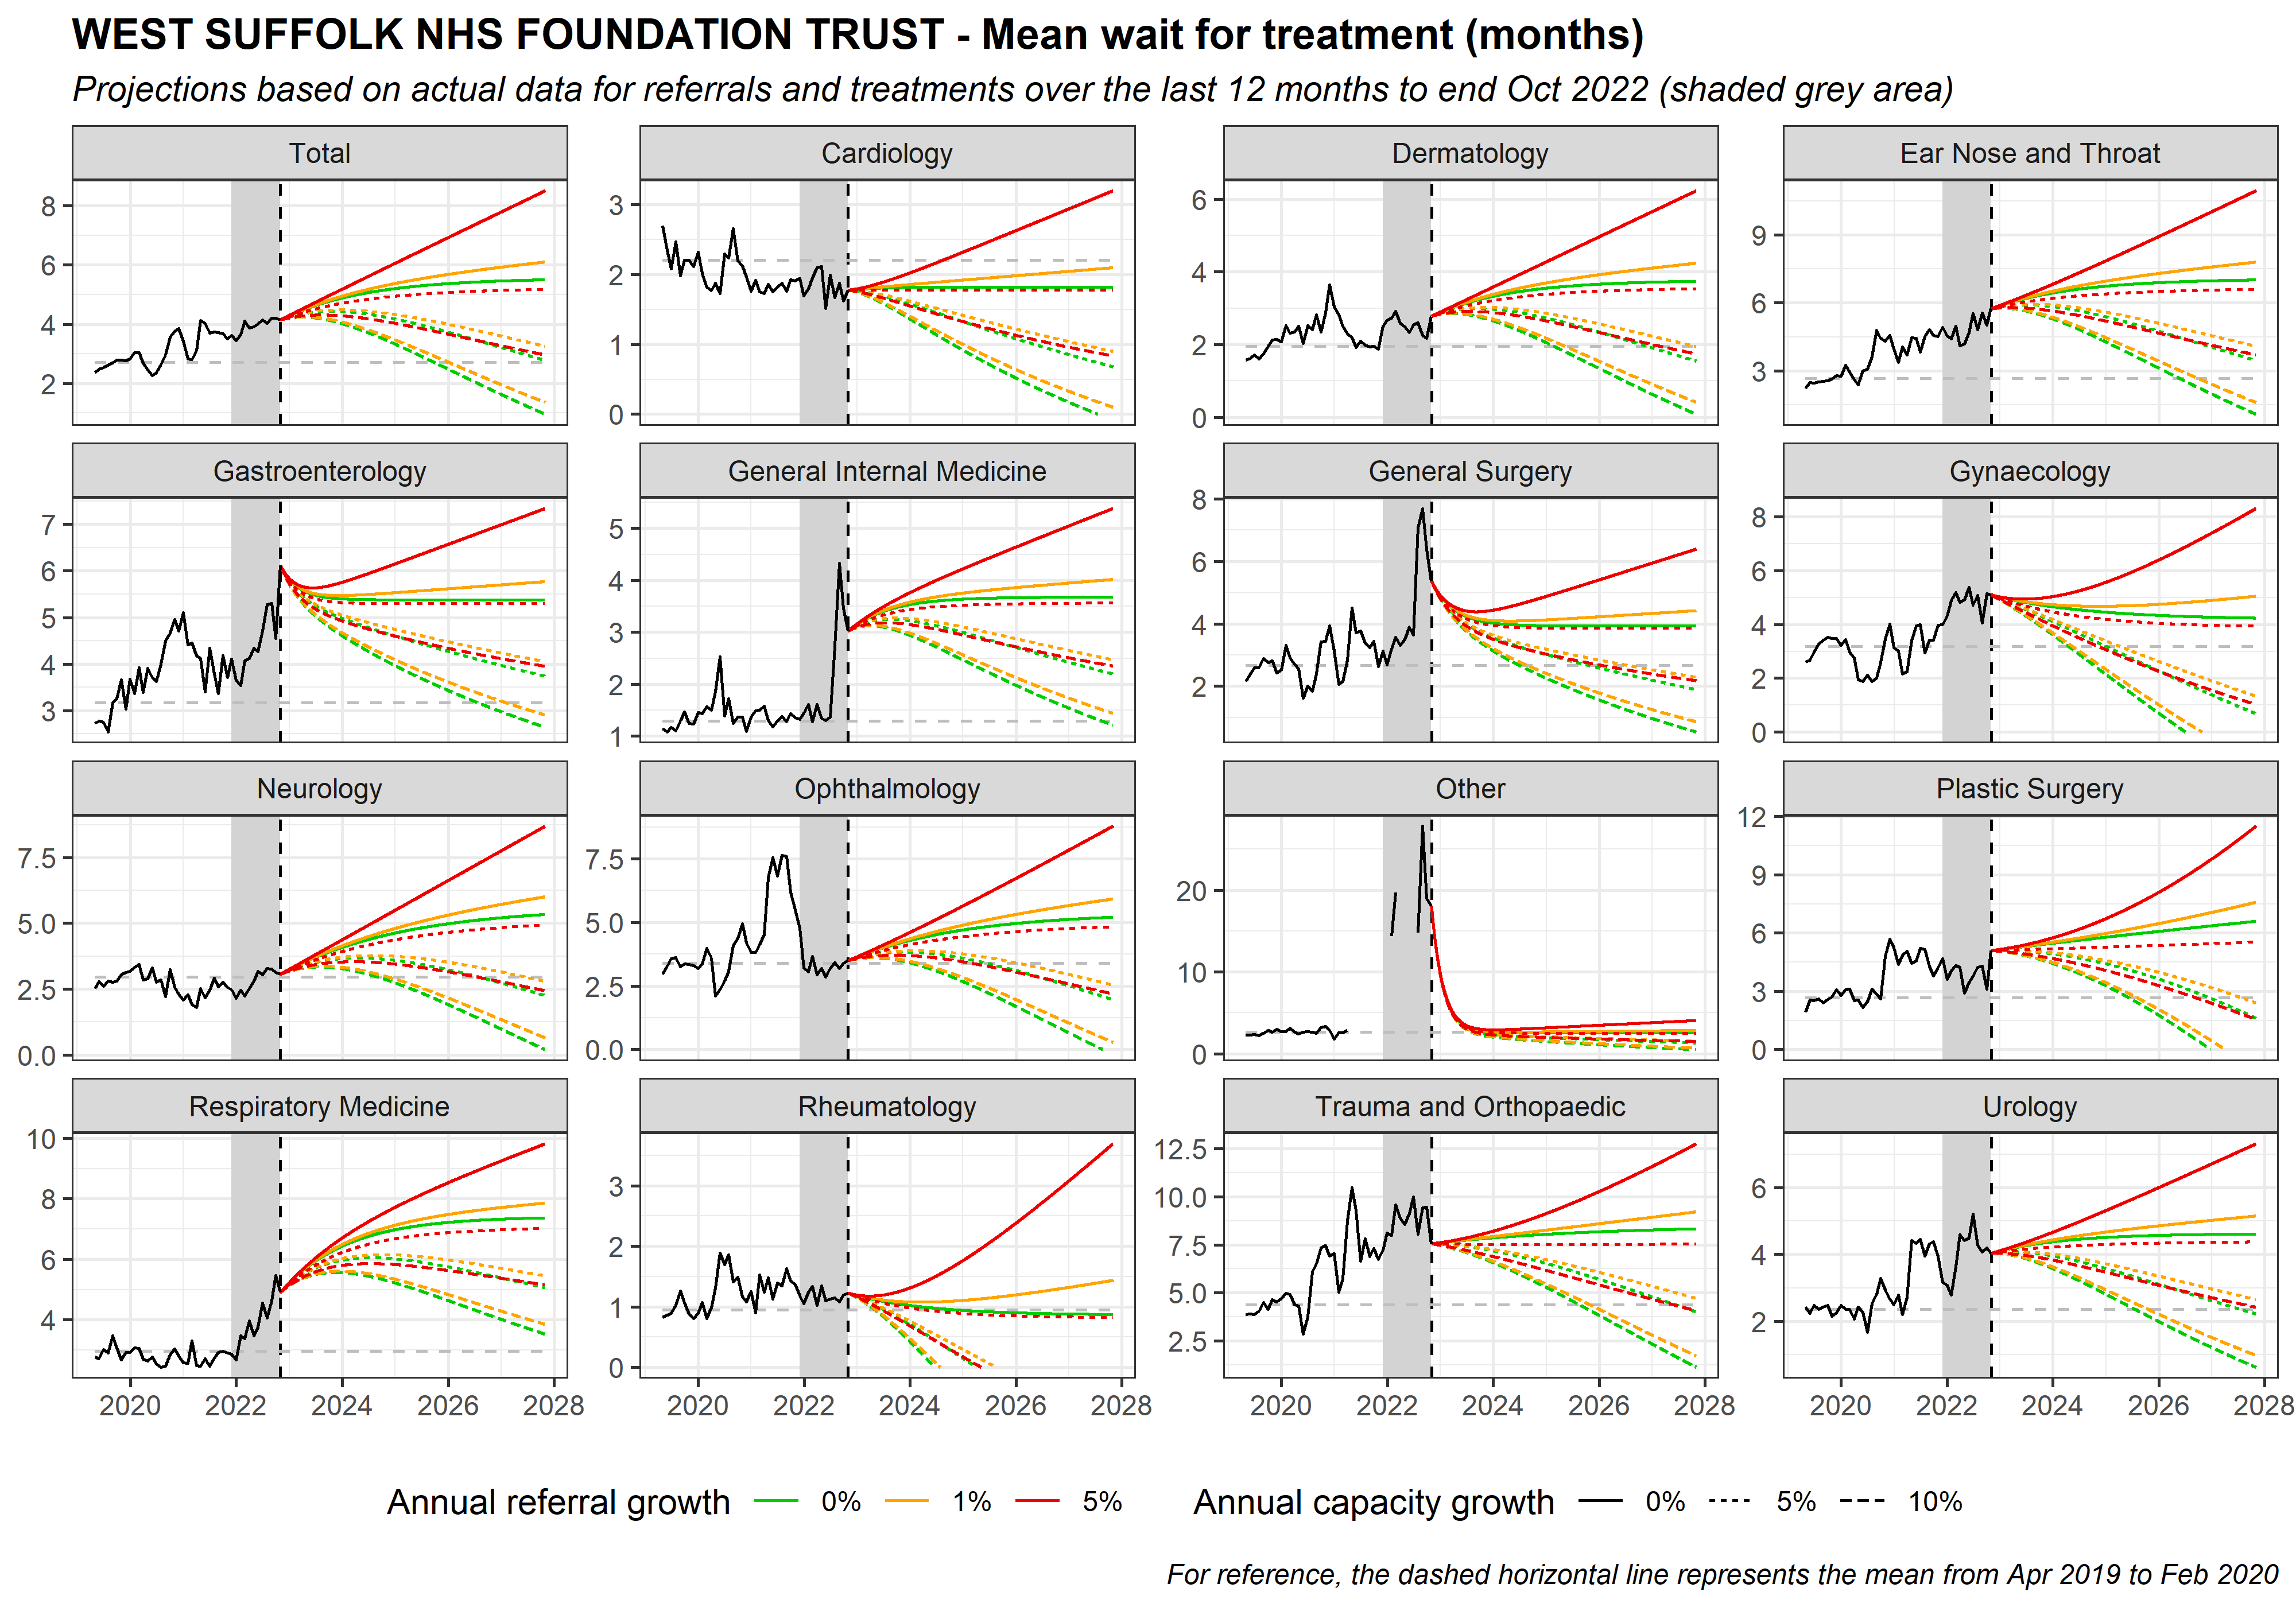 WEST SUFFOLK NHS FOUNDATION TRUST - Mean wait for treatment (months)
Projections based on actual data for referrals and treatments over the last 12 months to end Oct 2022 (shaded grey area)
Total
Cardiology
Dermatology
Ear Nose and Throat
8
6
4
2
3
2
1
0
6
4
2
0
9
6
3
Gastroenterology
General Internal Medicine
General Surgery
Gynaecology
7
6
5
4
3
5
4
3
2
1
8
6
4
2
8
6
4
2
0
Neurology
Ophthalmology
Other
Plastic Surgery
7.5
5.0
2.5
0.0
7.5
5.0
2.5
0.0
20
10
0
12
9
6
3
0
Respiratory Medicine
Rheumatology
Trauma and Orthopaedic
Urology
10
8
6
4
3
2
1
0
12.5
10.0
7.5
5.0
2.5
6
4
2
2020 2022 2024 2026 2028
2020 2022 2024 2026 2028
2020 2022 2024 2026 2028
2020 2022 2024 2026 2028
Annual referral growth 0% 1% 5%
Annual capacity growth 0% 5% 10%
For reference, the dashed horizontal line represents the mean from Apr 2019 to Feb 2020